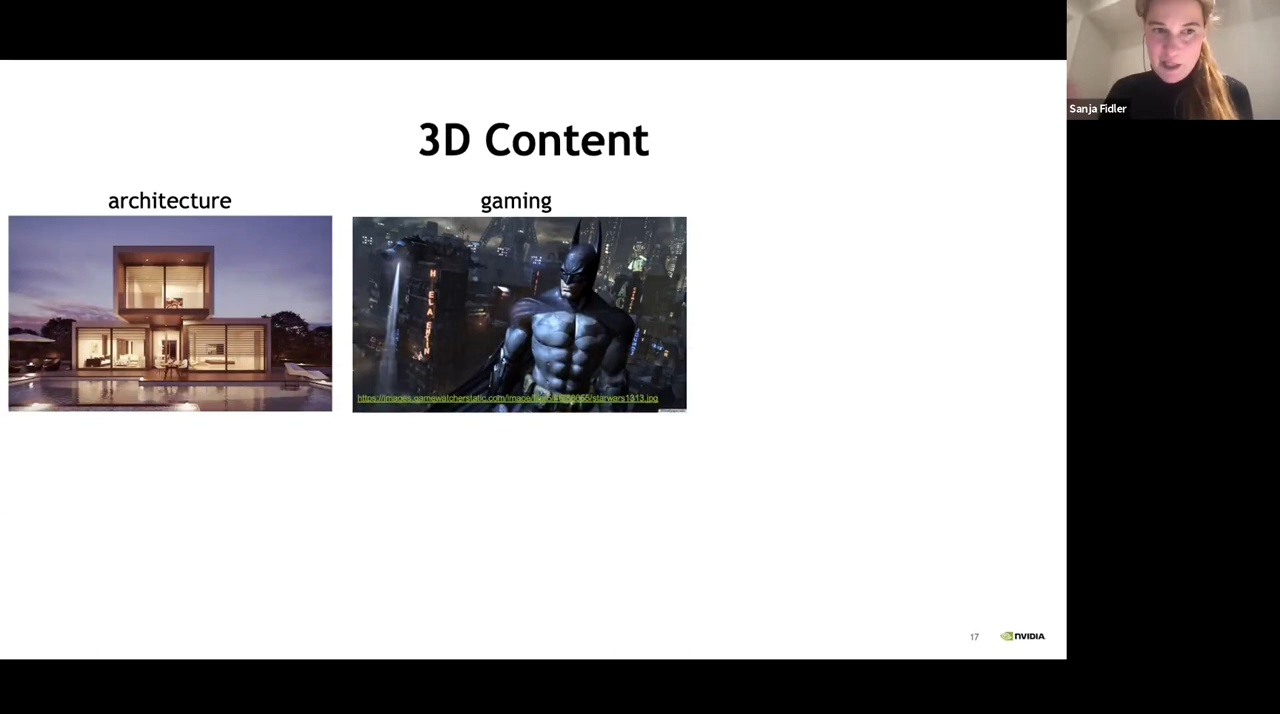 Sanja Fidler
3D Content
architecture
gaming
17
NVIDIA